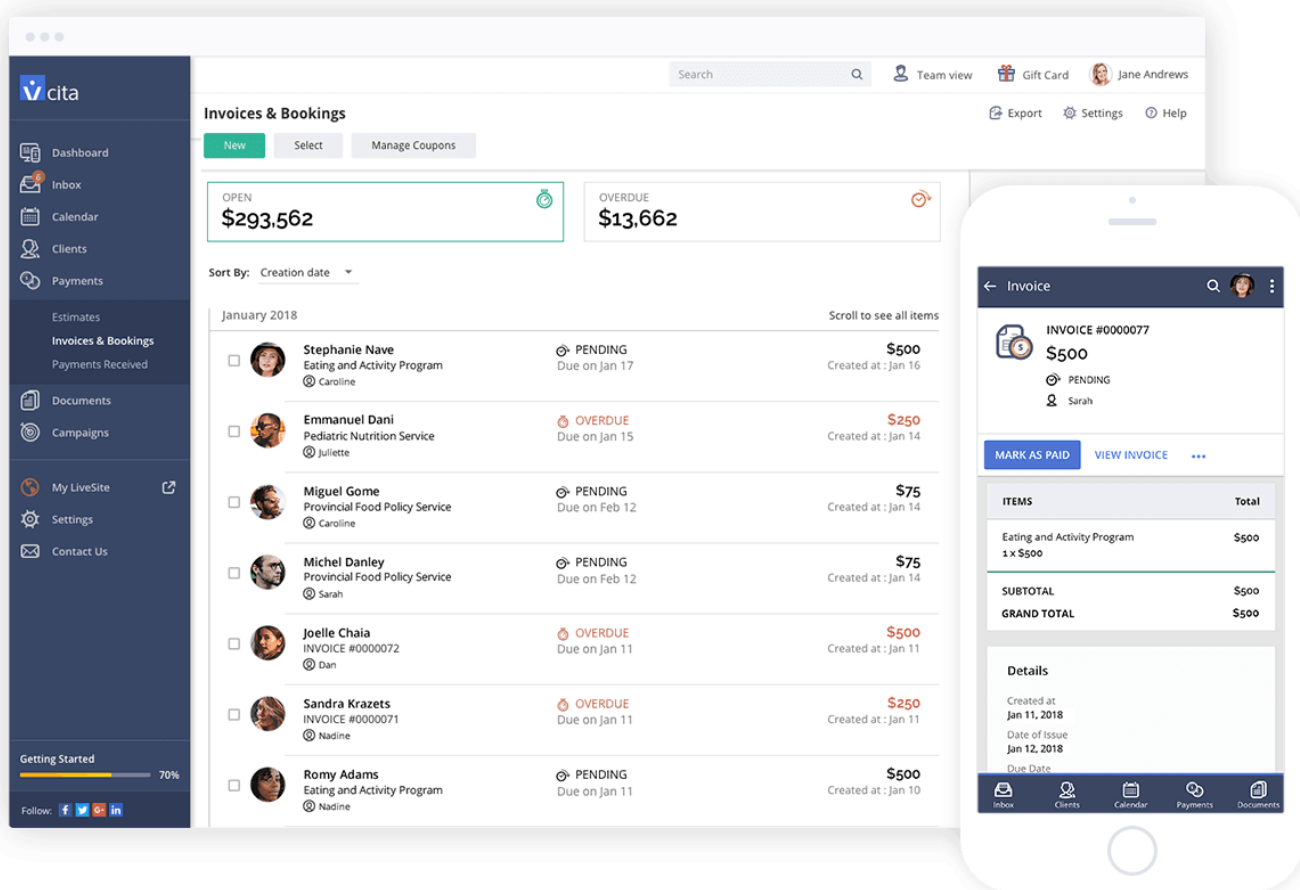 vcita
Search
Team view
Gift Card
Jane Andrews
Invoices & Bookings
Export
Settings
Help
New
Select
Manage Coupons
Dashboard
6
Inbox
Calendar
Clients
Payments
Estimates
Invoices & Bookings
Payments Received
Documents
Campaigns
My LiveSite
Settings
Contact Us
Getting Started
70%
Follow:
OPEN
$293,562
OVERDUE
$13,662
Sort By: Creation date
January 2018
Scroll to see all items
Stephanie Nave
Eating and Activity Program
Caroline
PENDING
Due on Jan 17
$500
Created at : Jan 16
Emmanuel Dani
Pediatric Nutrition Service
Juliette
OVERDUE
Due on Jan 15
$250
Created at : Jan 14
Miguel Gome
Provincial Food Policy Service
Caroline
PENDING
Due on Feb 12
$75
Created at : Jan 14
Michel Danley
Provincial Food Policy Service
Sarah
PENDING
Due on Feb 12
$75
Created at : Jan 14
Joelle Chaia
INVOICE #0000072
Dan
OVERDUE
Due on Jan 11
$500
Created at : Jan 11
Sandra Krazets
INVOICE #0000071
Nadine
OVERDUE
Due on Jan 11
$250
Created at : Jan 11
Romy Adams
Eating and Activity Program
Nadine
PENDING
Due on Jan 11
$500
Created at : Jan 10
Invoice
INVOICE #0000077
$500
PENDING
Sarah
MARK AS PAID
VIEW INVOICE
ITEMS Total
Eating and Activity Program $500
1 x $500
SUBTOTAL $500
GRAND TOTAL $500
Details
Created at
Jan 11, 2018
Date of Issue
Jan 12, 2018
Due Date
Inbox
Clients
Calendar
Payments
Documents